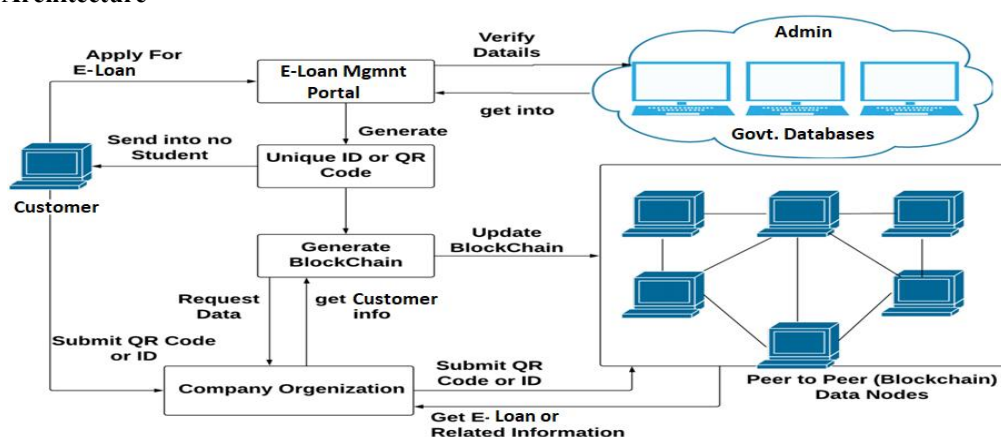 Architecture
Apply For
E-Loan
E-Loan Mgmnt
Portal
Verify
Datails
get into
Admin
Govt. Databases
Generate
Send into no
Student
Unique ID or QR
Code
Customer
Generate
BlockChain
Update
BlockChain
Request
Data
get Customer
info
Submit QR Code
or ID
Company Orgenization
Submit QR
Code or ID
Get E- Loan or
Related Information
Peer to Peer (Blockchain)
Data Nodes